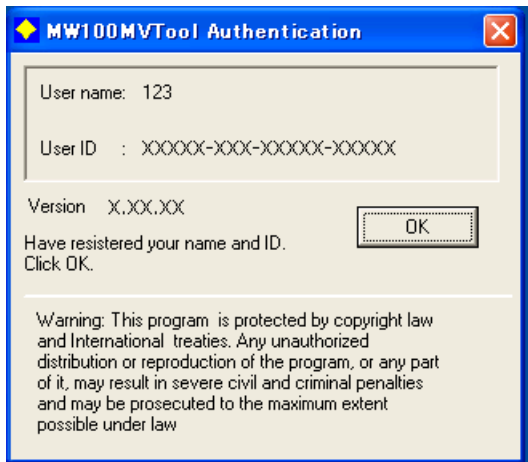 MW100MVTool Authentication
User name: 123
User ID : XXXXX-XXX-XXXXX-XXXXX
Version X.XX.XX
OK
Have resistered your name and ID.
Click OK.
Warning: This program is protected by copyright law
and International treaties. Any unauthorized
distribution or reproduction of the program, or any part
of it, may result in severe civil and criminal penalties
and may be prosecuted to the maximum extent
possible under law